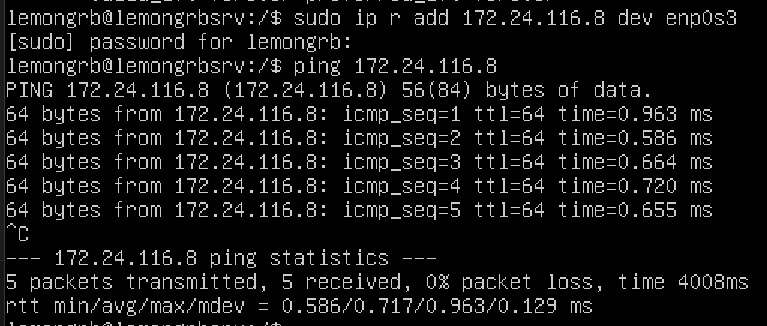 lemongrb@lemongrbsrv:/$ sudo ip r add 172.24.116.8 dev enp0s3
[sudo] password for lemongrb:
lemongrb@lemongrbsrv:/$ ping 172.24.116.8
PING 172.24.116.8 (172.24.116.8) 56(84) bytes of data.
64 bytes from 172.24.116.8: icmp_seq=1 ttl=64 time=0.963 ms
64 bytes from 172.24.116.8: icmp_seq=2 ttl=64 time=0.586 ms
64 bytes from 172.24.116.8: icmp_seq=3 ttl=64 time=0.664 ms
64 bytes from 172.24.116.8: icmp_seq=4 ttl=64 time=0.720 ms
64 bytes from 172.24.116.8: icmp_seq=5 ttl=64 time=0.655 ms
^C
--- 172.24.116.8 ping statistics ---
5 packets transmitted, 5 received, 0% packet loss, time 4008ms
rtt min/avg/max/mdev = 0.586/0.717/0.963/0.129 ms